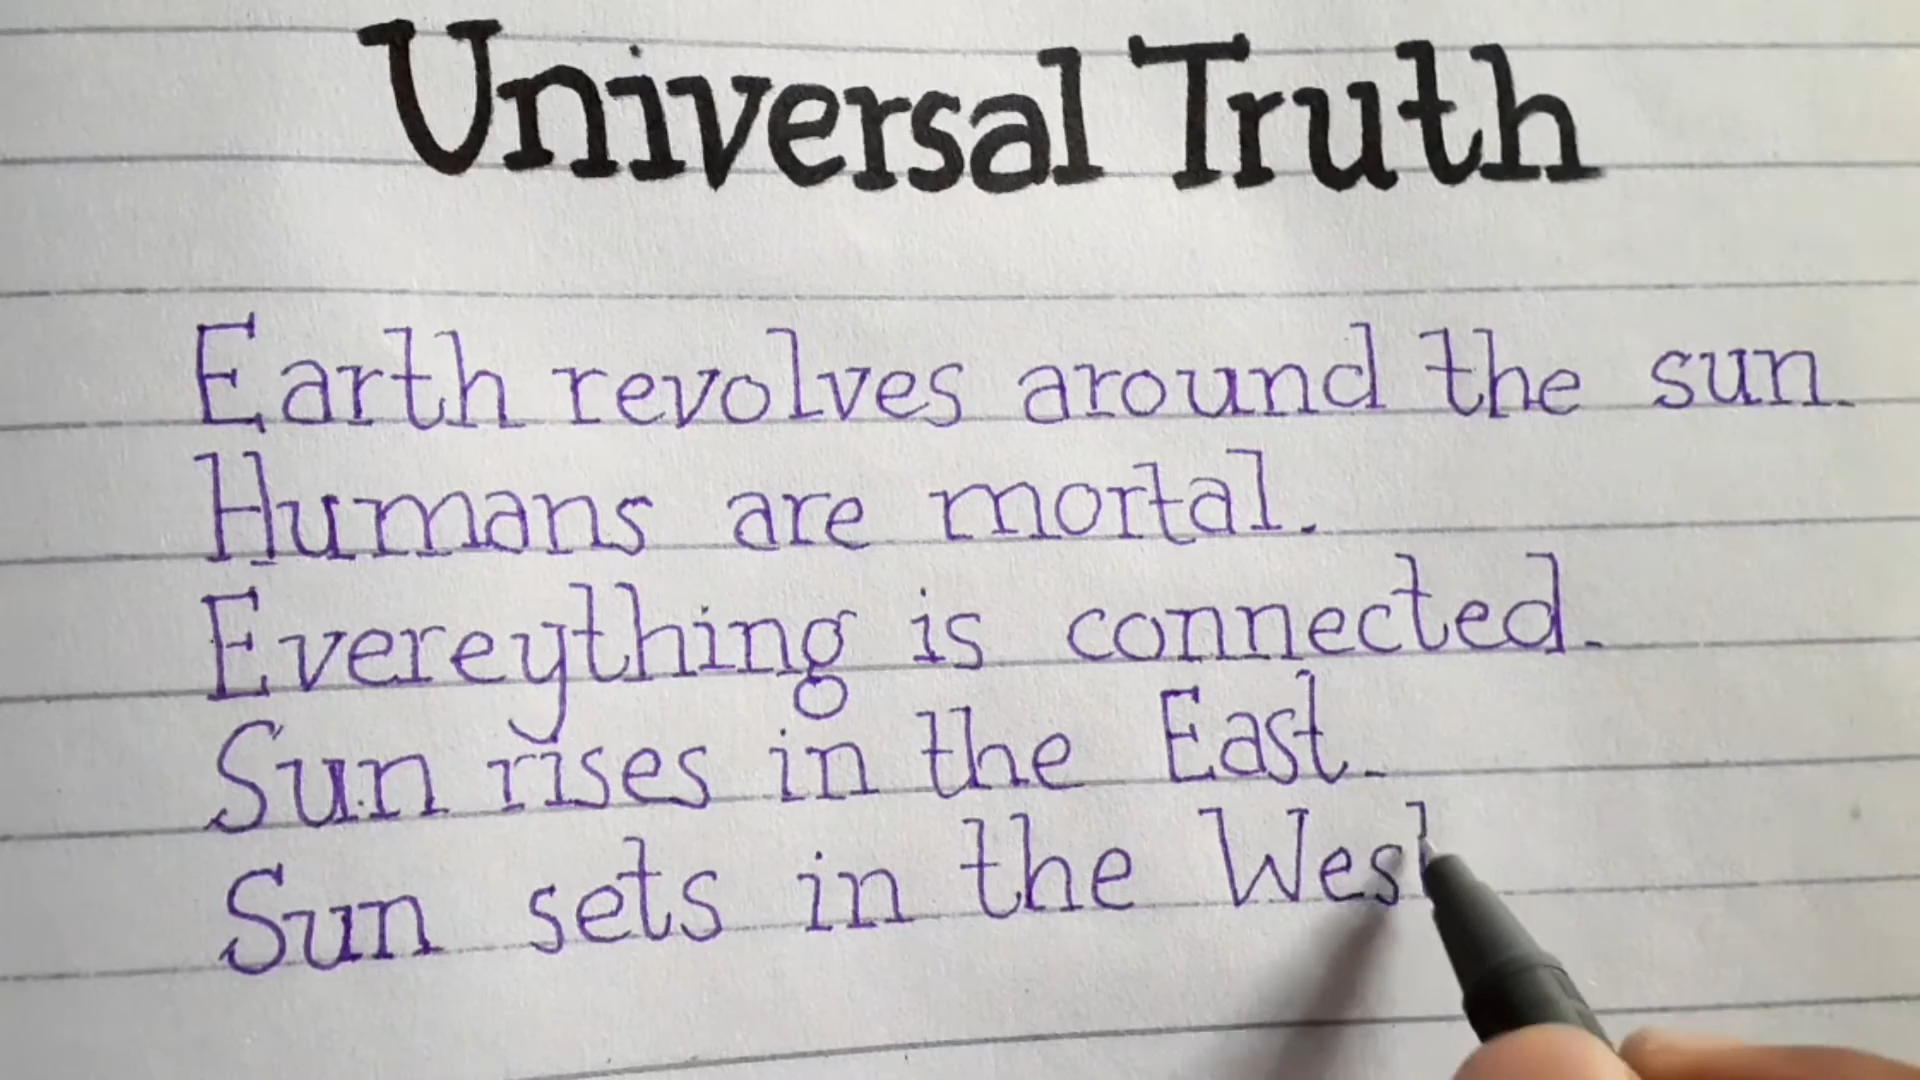 Universal Truth
Earth revolves around the sun.
Humans are mortal.
Evereything is connected.
Sun rises in the East.
Sun sets in the West